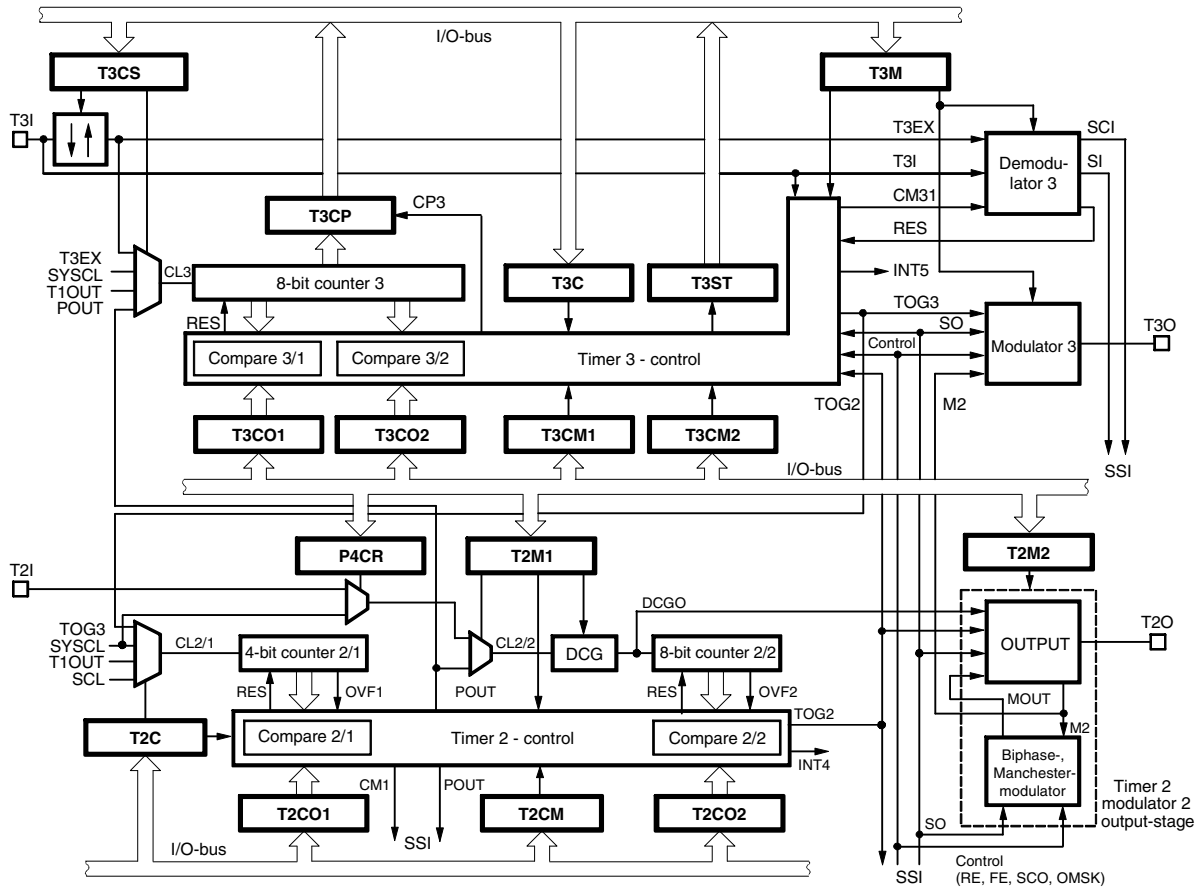 I/O-bus
T3CS
T3M
T3I
T3EX
SCI
T3I
SI
Demodu-
lator 3
CM31
T3CP
CP3
RES
T3EX
SYSCL
T1OUT
POUT
CL3
8-bit counter 3
T3C
T3ST
INT5
RES
TOG3
SO
Control
Modulator 3
T3O
Compare 3/1
Compare 3/2
Timer 3 - control
TOG2
M2
T3CO1
T3CO2
T3CM1
T3CM2
I/O-bus
SSI
P4CR
T2M1
T2M2
T2I
DCGO
TOG3
SYSCL
T1OUT
SCL
CL2/1
4-bit counter 2/1
CL2/2
DCG
8-bit counter 2/2
OUTPUT
T2O
RES
OVF1
POUT
RES
OVF2
MOUT
TOG2
M2
T2C
Compare 2/1
Timer 2 - control
Compare 2/2
INT4
Biphase-,
Manchester-
modulator
CM1
POUT
Timer 2
modulator 2
output-stage
T2CO1
T2CM
T2CO2
SSI
SO
I/O-bus
SSI
Control
(RE, FE, SCO, OMSK)